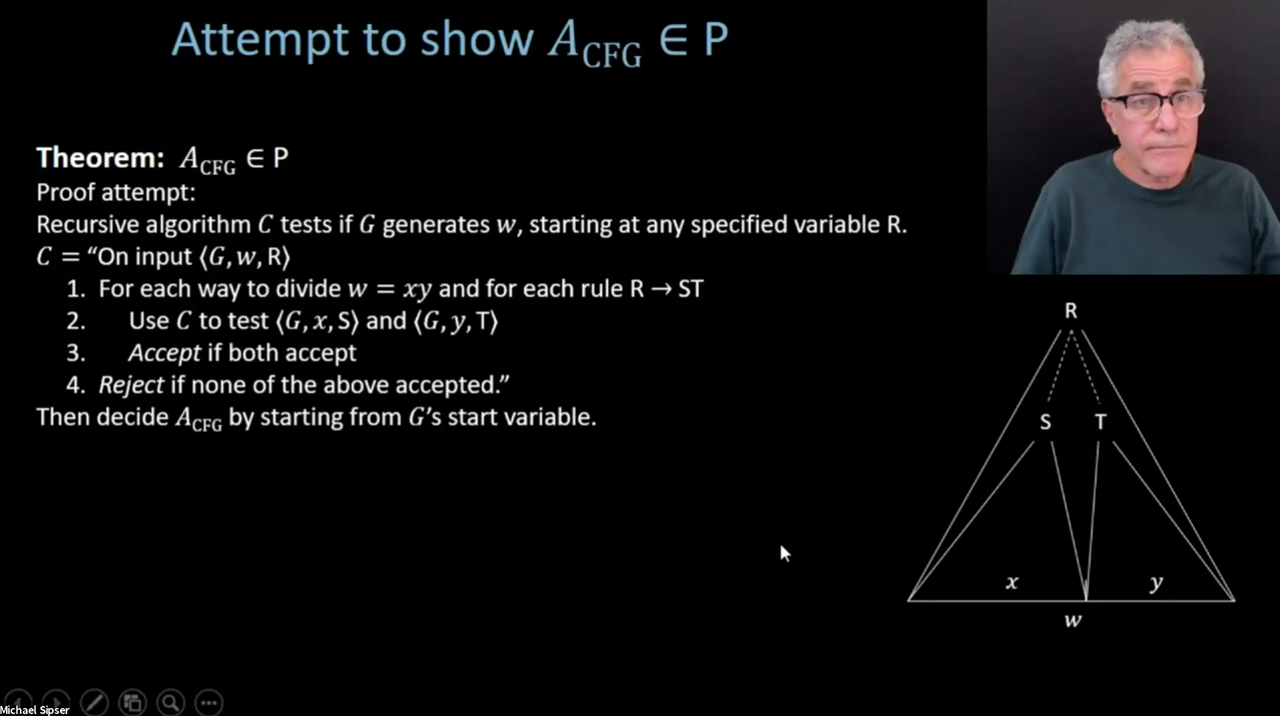 Attempt to show A_CFG ∈ P
Theorem: A_CFG ∈ P
Proof attempt:
Recursive algorithm C tests if G generates w, starting at any specified variable R.
C = “On input ⟨G, w, R⟩
1. For each way to divide w = xy and for each rule R → ST
2. Use C to test ⟨G, x, S⟩ and ⟨G, y, T⟩
3. Accept if both accept
4. Reject if none of the above accepted.”
Then decide A_CFG by starting from G’s start variable.
R
S T
x y
w
Michael Sipser